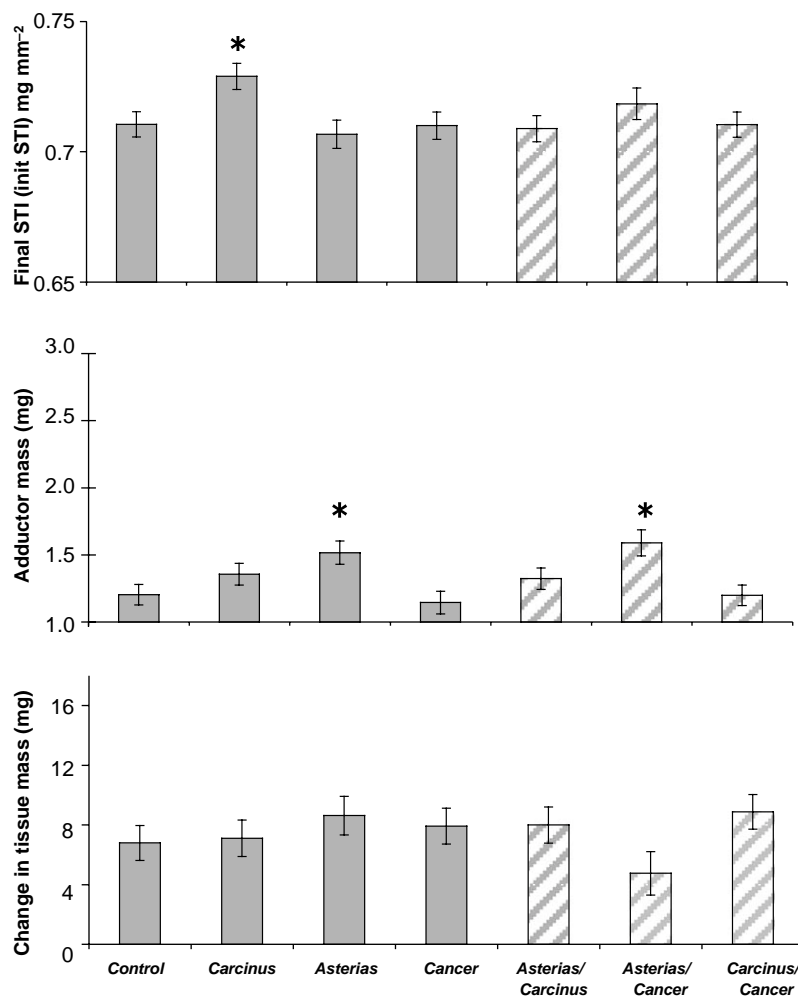 Final STI (init STI) mg mm⁻²
0.75
0.7
0.65
*
Adductor mass (mg)
3.0
2.5
2.0
1.5
1.0
*
*
Change in tissue mass (mg)
16
12
8
4
0
Control
Carcinus
Asterias
Cancer
Asterias/
Carcinus
Asterias/
Cancer
Carcinus/
Cancer